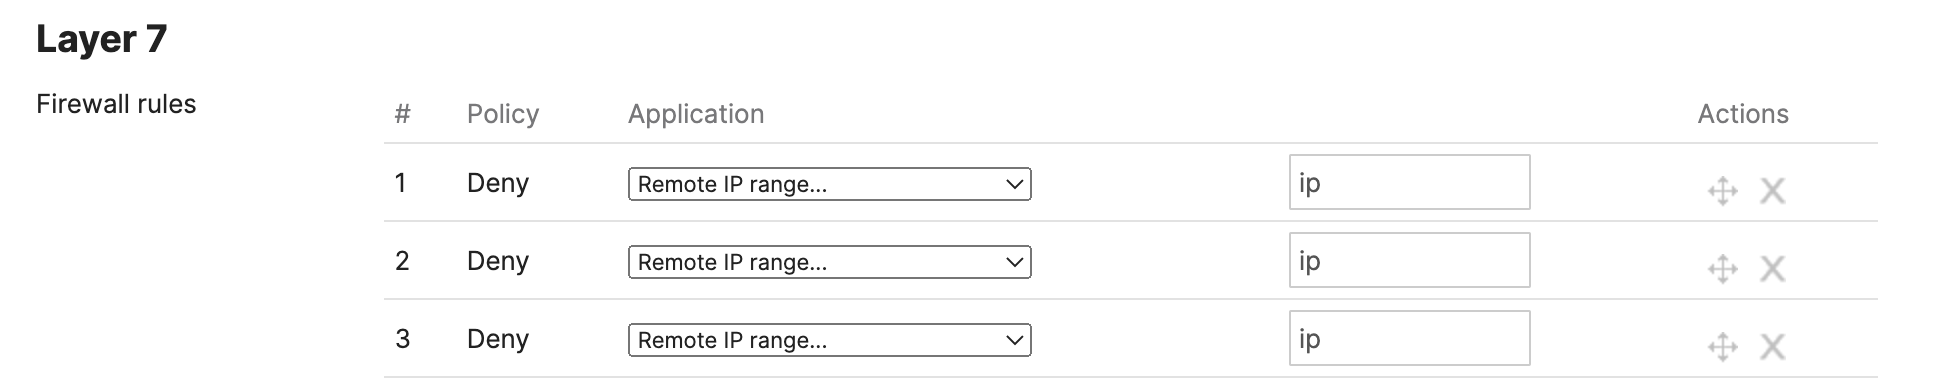 Layer 7
Firewall rules
# Policy Application Actions
1 Deny Remote IP range... ip
2 Deny Remote IP range... ip
3 Deny Remote IP range... ip